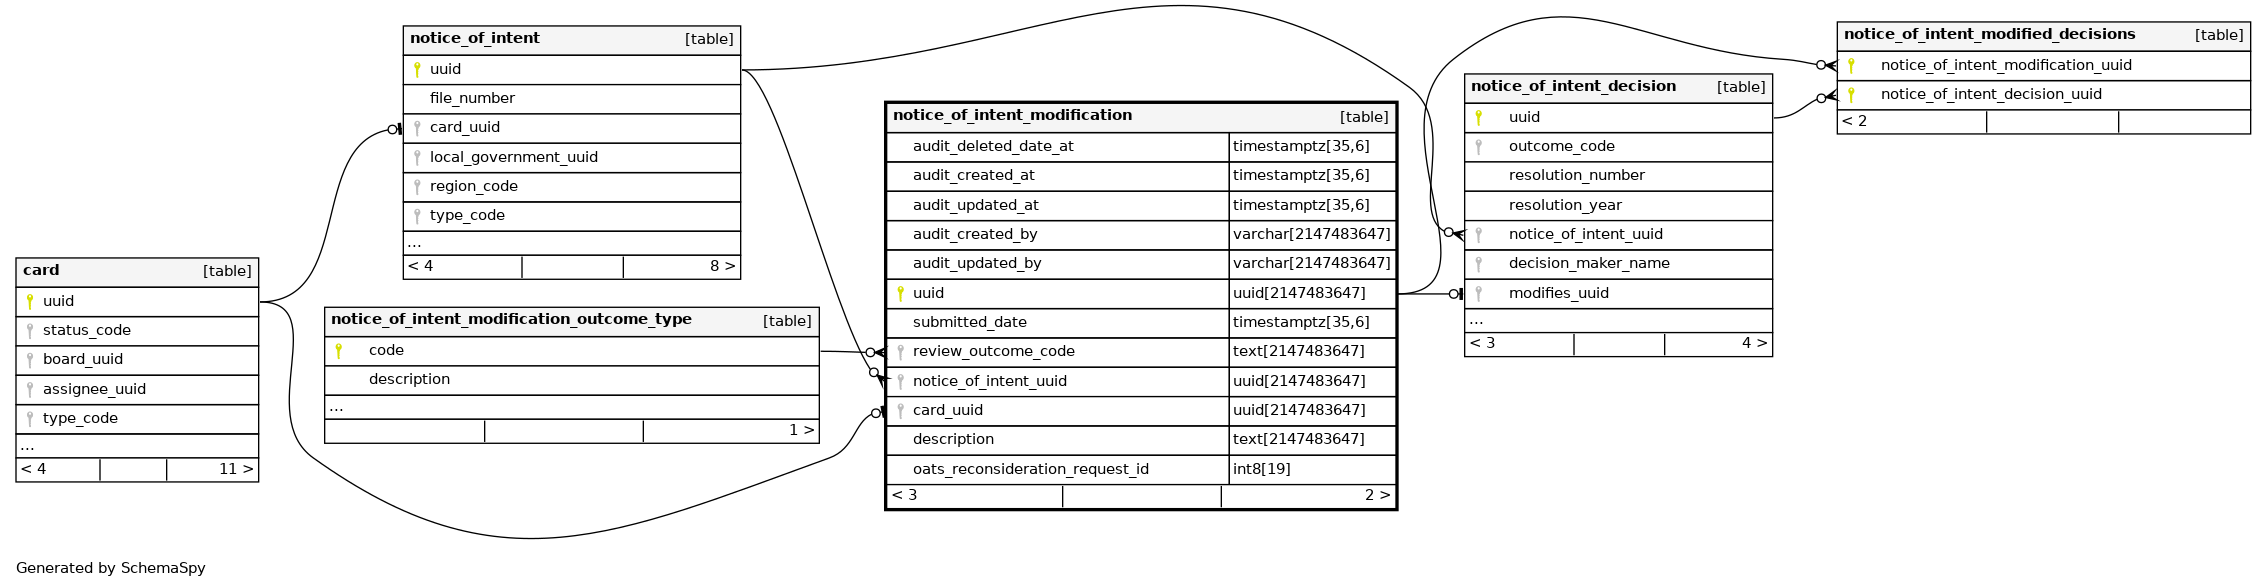 notice_of_intent [table]
uuid
file_number
card_uuid
local_government_uuid
region_code
type_code
...
< 4 8 >
card [table]
uuid
status_code
board_uuid
assignee_uuid
type_code
...
< 4 11 >
notice_of_intent_modification_outcome_type [table]
code
description
...
1 >
notice_of_intent_modification [table]
audit_deleted_date_at timestamptz[35,6]
audit_created_at timestamptz[35,6]
audit_updated_at timestamptz[35,6]
audit_created_by varchar[2147483647]
audit_updated_by varchar[2147483647]
uuid uuid[2147483647]
submitted_date timestamptz[35,6]
review_outcome_code text[2147483647]
notice_of_intent_uuid uuid[2147483647]
card_uuid uuid[2147483647]
description text[2147483647]
oats_reconsideration_request_id int8[19]
< 3 2 >
notice_of_intent_decision [table]
uuid
outcome_code
resolution_number
resolution_year
notice_of_intent_uuid
decision_maker_name
modifies_uuid
...
< 3 4 >
notice_of_intent_modified_decisions [table]
notice_of_intent_modification_uuid
notice_of_intent_decision_uuid
< 2
Generated by SchemaSpy